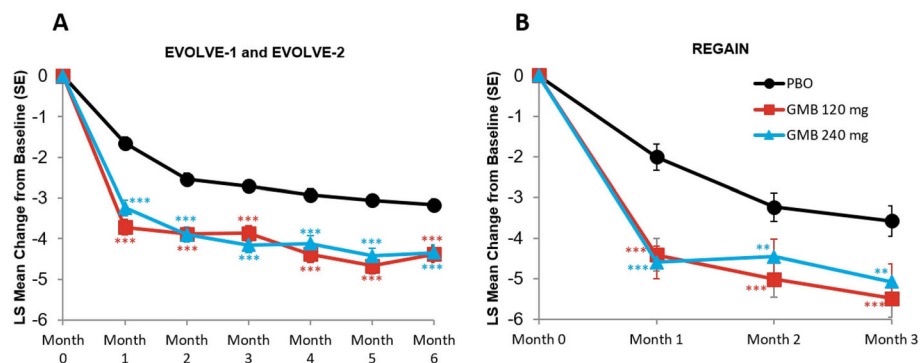 A
EVOLVE-1 and EVOLVE-2
LS Mean Change from Baseline (SE)
0
-1
-2
-3
-4
-5
-6
***
***
***
***
***
***
***
***
***
***
***
***
Month 0
Month 1
Month 2
Month 3
Month 4
Month 5
Month 6
B
REGAIN
PBO
GMB 120 mg
GMB 240 mg
LS Mean Change from Baseline (SE)
0
-1
-2
-3
-4
-5
-6
***
***
**
***
**
***
Month 0
Month 1
Month 2
Month 3